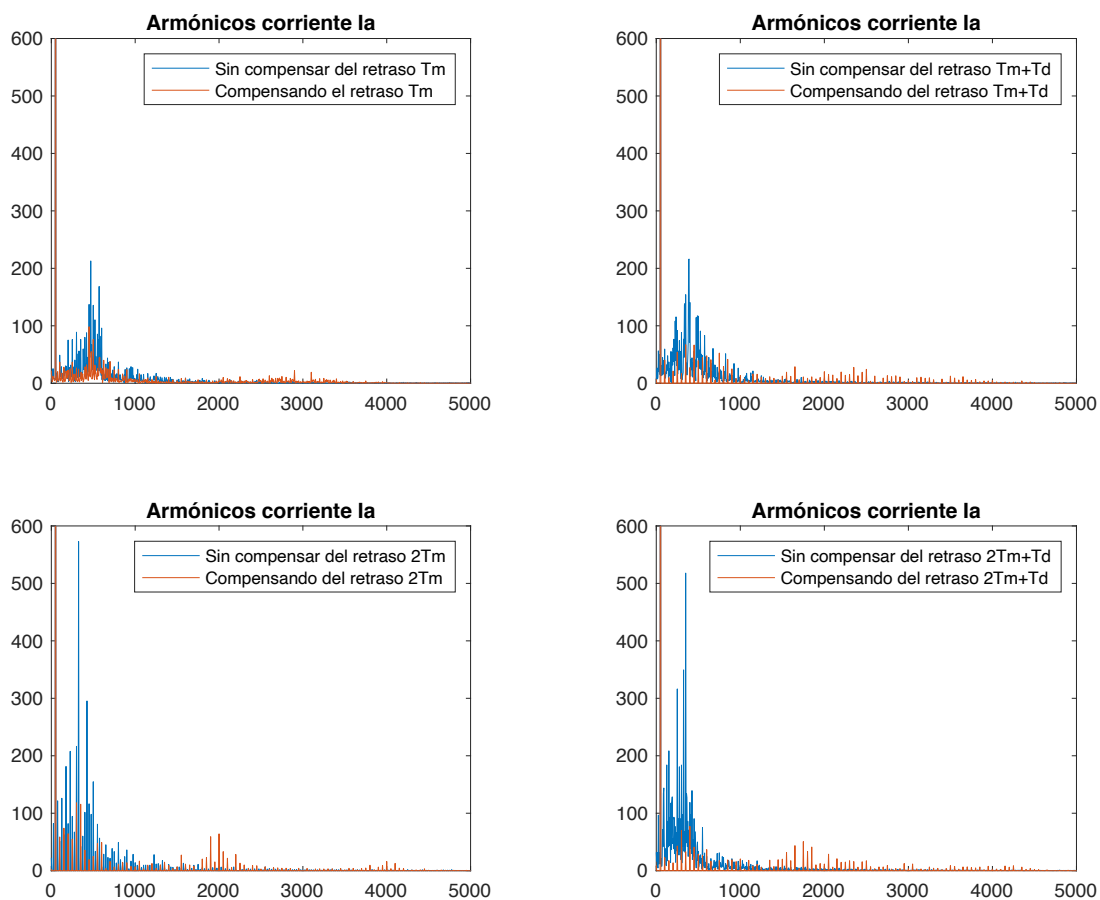 Armónicos corriente Ia
600
500
400
300
200
100
0
0 1000 2000 3000 4000 5000
Sin compensar del retraso Tm
Compensando el retraso Tm
Armónicos corriente Ia
600
500
400
300
200
100
0
0 1000 2000 3000 4000 5000
Sin compensar del retraso Tm+Td
Compensando del retraso Tm+Td
Armónicos corriente Ia
600
500
400
300
200
100
0
0 1000 2000 3000 4000 5000
Sin compensar del retraso 2Tm
Compensando del retraso 2Tm
Armónicos corriente Ia
600
500
400
300
200
100
0
0 1000 2000 3000 4000 5000
Sin compensar del retraso 2Tm+Td
Compensando del retraso 2Tm+Td